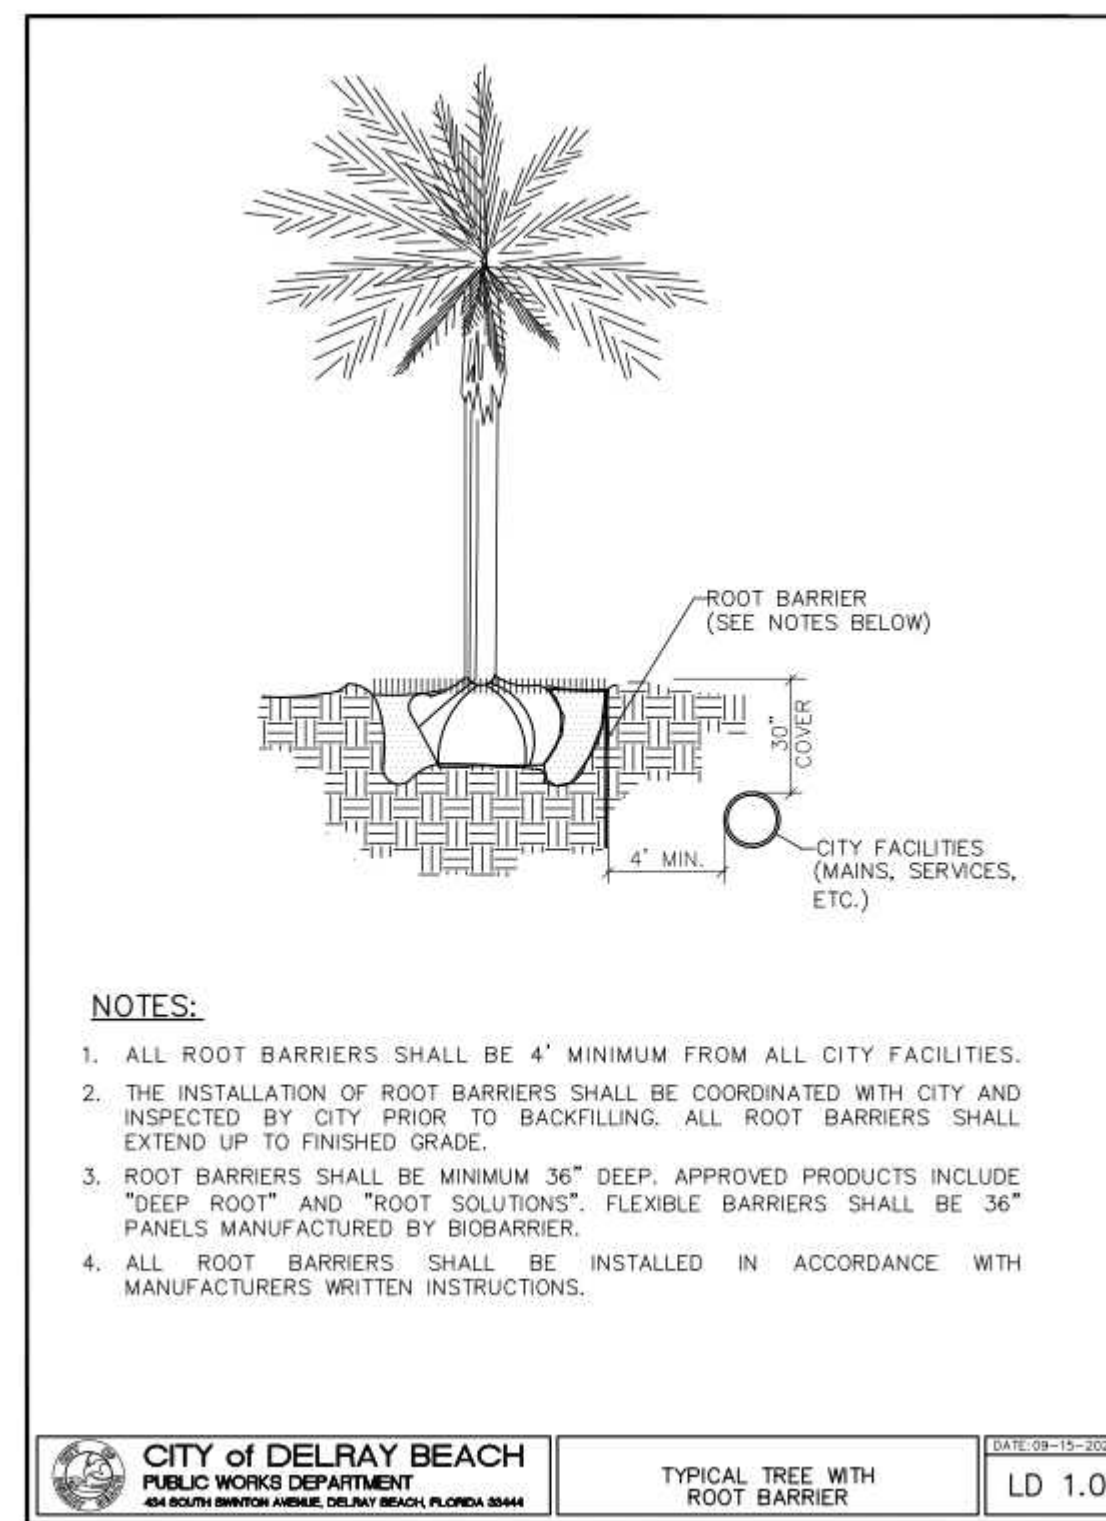 ROOT BARRIER
(SEE NOTES BELOW)
30"
COVER
4' MIN.
CITY FACILITIES
(MAINS, SERVICES,
ETC.)
NOTES:
1. ALL ROOT BARRIERS SHALL BE 4' MINIMUM FROM ALL CITY FACILITIES.
2. THE INSTALLATION OF ROOT BARRIERS SHALL BE COORDINATED WITH CITY AND
INSPECTED BY CITY PRIOR TO BACKFILLING. ALL ROOT BARRIERS SHALL
EXTEND UP TO FINISHED GRADE.
3. ROOT BARRIERS SHALL BE MINIMUM 36" DEEP. APPROVED PRODUCTS INCLUDE
"DEEP ROOT" AND "ROOT SOLUTIONS". FLEXIBLE BARRIERS SHALL BE 36"
PANELS MANUFACTURED BY BIOBARRIER.
4. ALL ROOT BARRIERS SHALL BE INSTALLED IN ACCORDANCE WITH
MANUFACTURERS WRITTEN INSTRUCTIONS.
CITY of DELRAY BEACH
PUBLIC WORKS DEPARTMENT
434 SOUTH SWINTON AVENUE, DELRAY BEACH, FLORIDA 33444
TYPICAL TREE WITH
ROOT BARRIER
DATE:09-15-202
LD 1.0